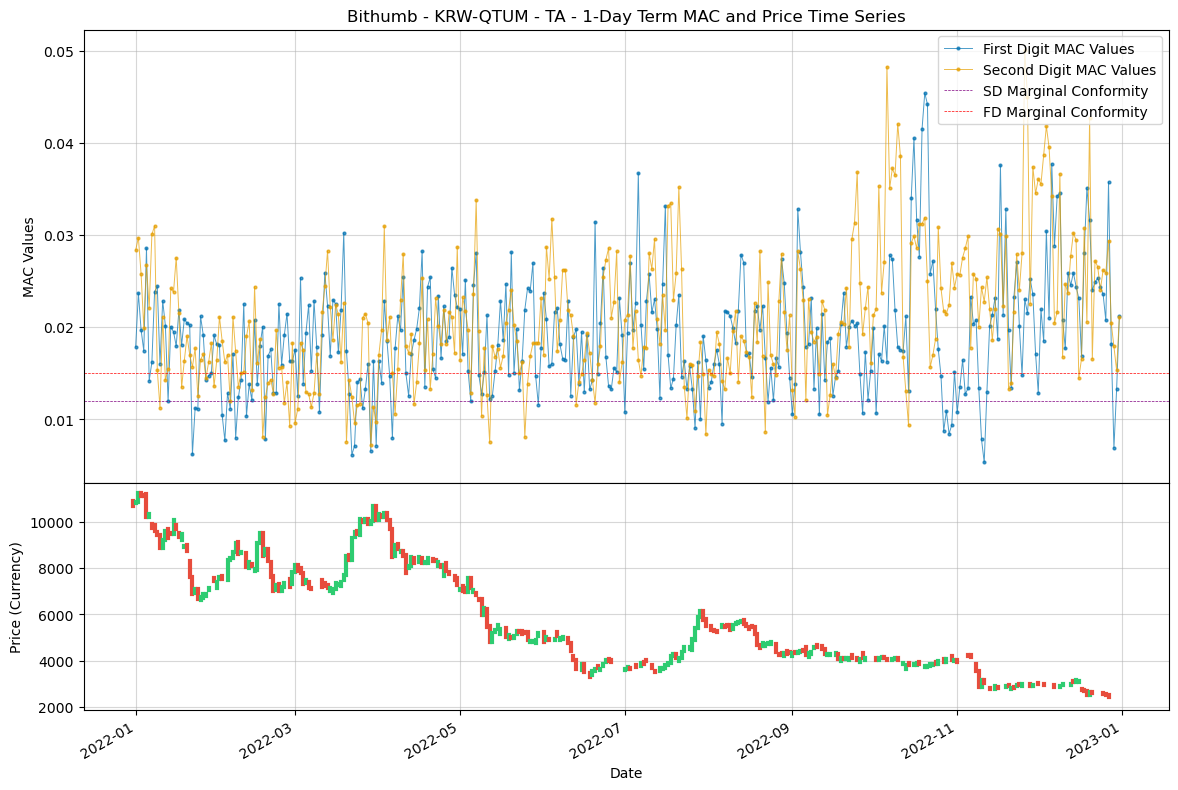 Bithumb - KRW-QTUM - TA - 1-Day Term MAC and Price Time Series
First Digit MAC Values
Second Digit MAC Values
SD Marginal Conformity
FD Marginal Conformity
MAC Values
0.05
0.04
0.03
0.02
0.01
Price (Currency)
10000
8000
6000
4000
2000
2022-01
2022-03
2022-05
2022-07
2022-09
2022-11
2023-01
Date